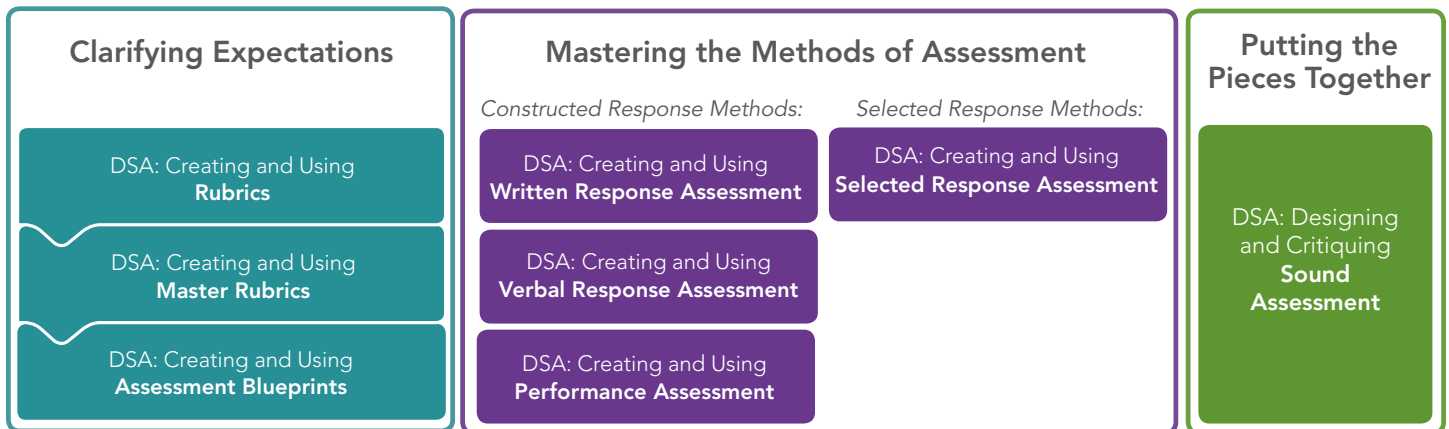 Clarifying Expectations
DSA: Creating and Using
Rubrics
DSA: Creating and Using
Master Rubrics
DSA: Creating and Using
Assessment Blueprints
Mastering the Methods of Assessment
Constructed Response Methods:
DSA: Creating and Using
Written Response Assessment
DSA: Creating and Using
Verbal Response Assessment
DSA: Creating and Using
Performance Assessment
Selected Response Methods:
DSA: Creating and Using
Selected Response Assessment
Putting the
Pieces Together
DSA: Designing
and Critiquing
Sound
Assessment